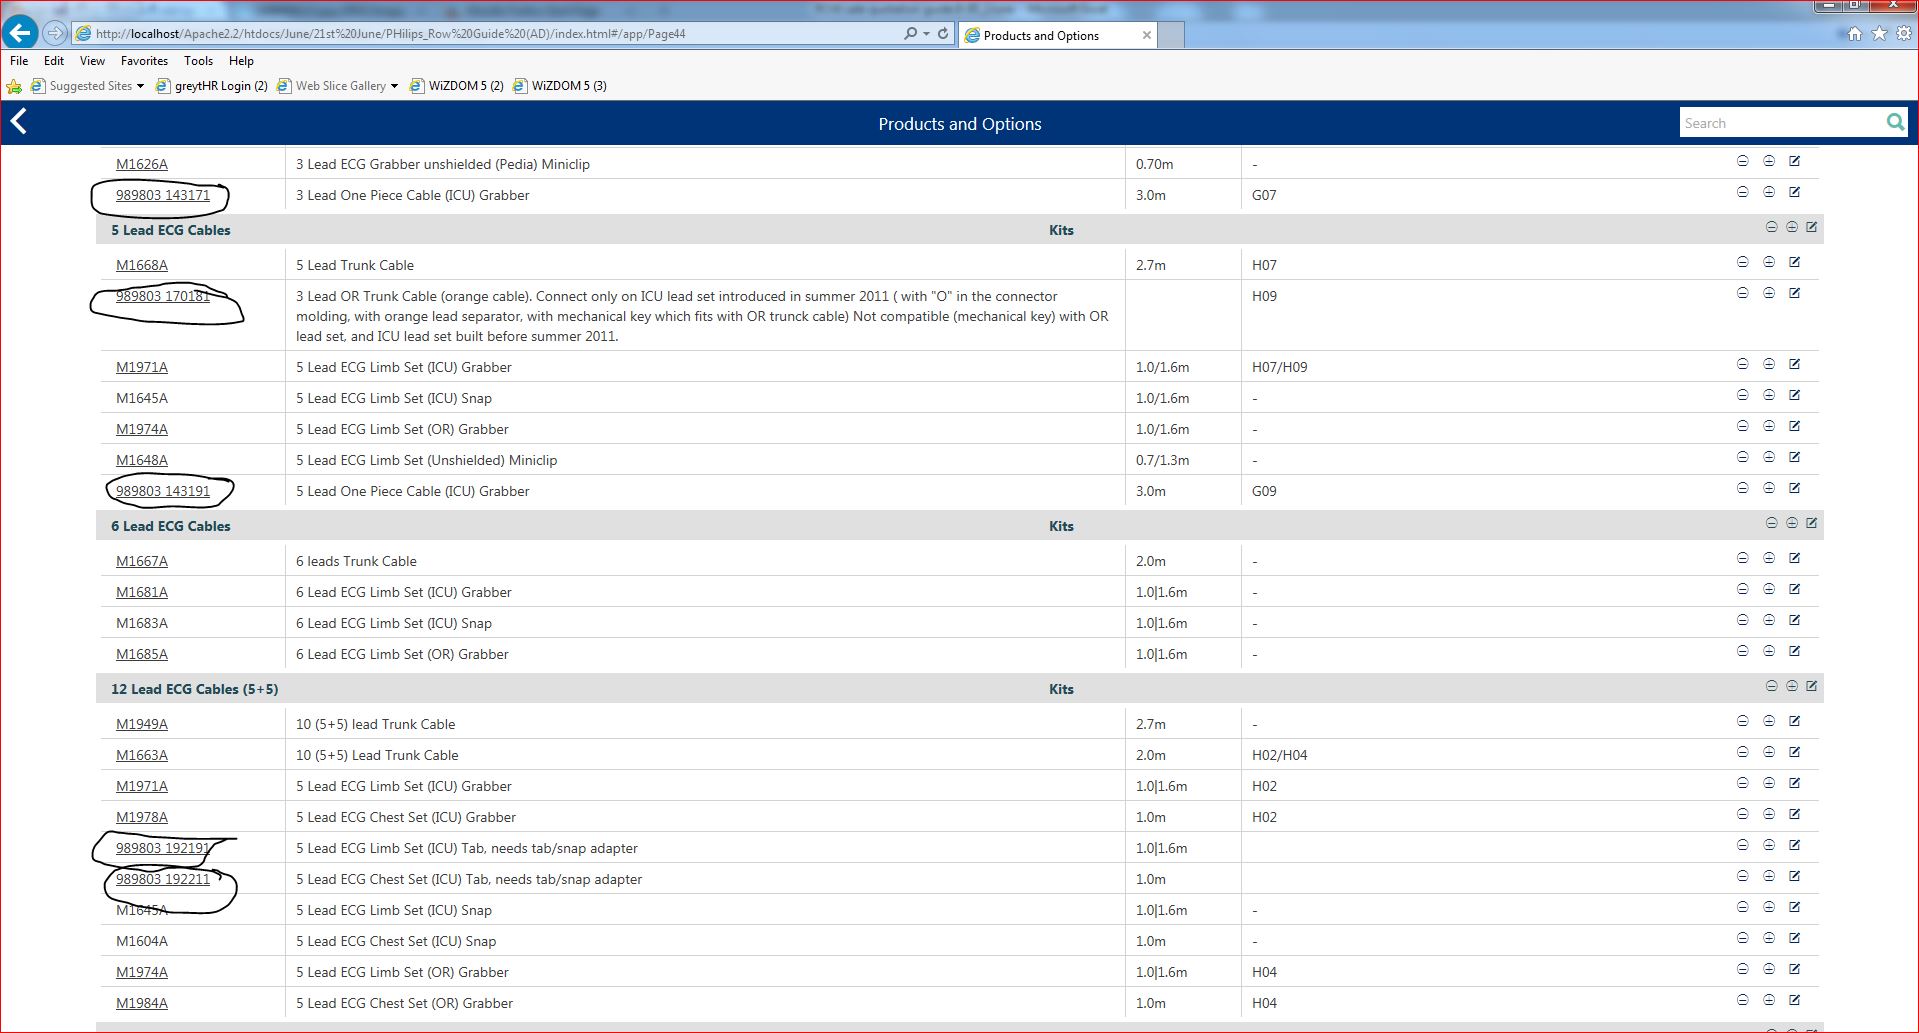 http://localhost/Apache2.2/htdocs/June/21st%20June/PHilips_Row%20Guide%20(AD)/index.html#/app/Page44
Products and Options
File Edit View Favorites Tools Help
Suggested Sites greytHR Login (2) Web Slice Gallery WiZDOM 5 (2) WiZDOM 5 (3)
Products and Options Search
M1626A 3 Lead ECG Grabber unshielded (Pedia) Miniclip 0.70m -
989803 143171 3 Lead One Piece Cable (ICU) Grabber 3.0m G07
5 Lead ECG Cables Kits
M1668A 5 Lead Trunk Cable 2.7m H07
989803 170181 3 Lead OR Trunk Cable (orange cable). Connect only on ICU lead set introduced in summer 2011 ( with "O" in the connector H09
molding, with orange lead separator, with mechanical key which fits with OR trunck cable) Not compatible (mechanical key) with OR
lead set, and ICU lead set built before summer 2011.
M1971A 5 Lead ECG Limb Set (ICU) Grabber 1.0/1.6m H07/H09
M1645A 5 Lead ECG Limb Set (ICU) Snap 1.0/1.6m -
M1974A 5 Lead ECG Limb Set (OR) Grabber 1.0/1.6m -
M1648A 5 Lead ECG Limb Set (Unshielded) Miniclip 0.7/1.3m -
989803 143191 5 Lead One Piece Cable (ICU) Grabber 3.0m G09
6 Lead ECG Cables Kits
M1667A 6 leads Trunk Cable 2.0m -
M1681A 6 Lead ECG Limb Set (ICU) Grabber 1.0|1.6m -
M1683A 6 Lead ECG Limb Set (ICU) Snap 1.0|1.6m -
M1685A 6 Lead ECG Limb Set (OR) Grabber 1.0|1.6m -
12 Lead ECG Cables (5+5) Kits
M1949A 10 (5+5) lead Trunk Cable 2.7m -
M1663A 10 (5+5) Lead Trunk Cable 2.0m H02/H04
M1971A 5 Lead ECG Limb Set (ICU) Grabber 1.0|1.6m H02
M1978A 5 Lead ECG Chest Set (ICU) Grabber 1.0m H02
989803 192191 5 Lead ECG Limb Set (ICU) Tab, needs tab/snap adapter 1.0|1.6m
989803 192211 5 Lead ECG Chest Set (ICU) Tab, needs tab/snap adapter 1.0m
M1645A 5 Lead ECG Limb Set (ICU) Snap 1.0|1.6m -
M1604A 5 Lead ECG Chest Set (ICU) Snap 1.0m -
M1974A 5 Lead ECG Limb Set (OR) Grabber 1.0|1.6m H04
M1984A 5 Lead ECG Chest Set (OR) Grabber 1.0m H04